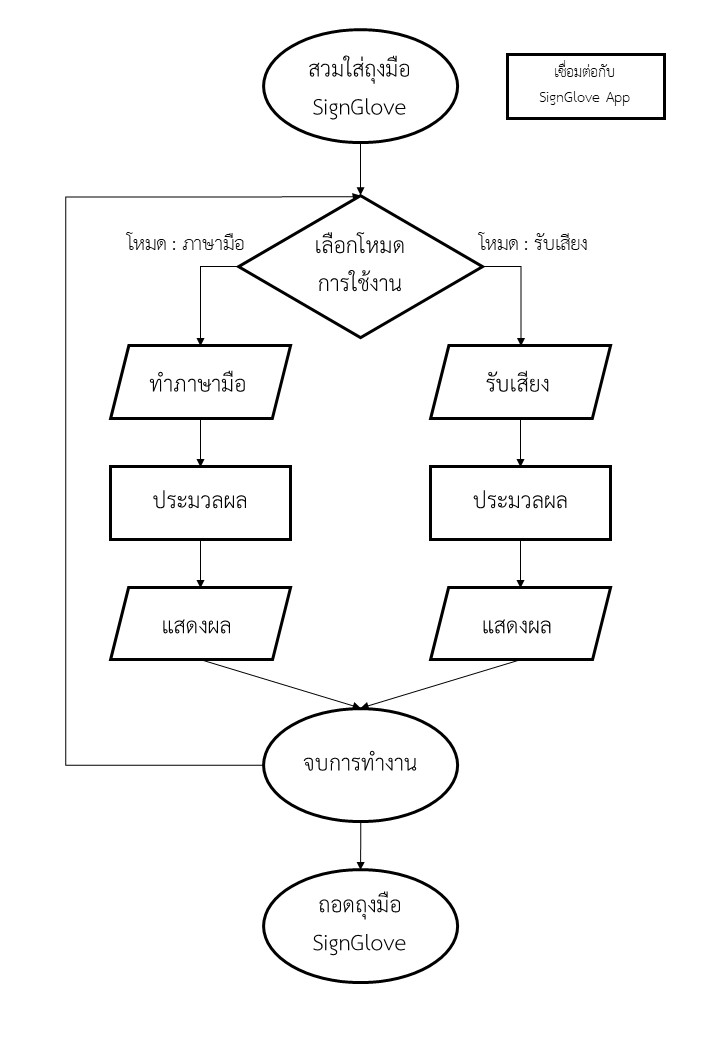 สวมใส่ถุงมือ
SignGlove
เชื่อมต่อกับ
SignGlove App
โหมด : ภาษามือ
เลือกโหมด
การใช้งาน
โหมด : รับเสียง
ทำภาษามือ
รับเสียง
ประมวลผล
ประมวลผล
แสดงผล
แสดงผล
จบการทำงาน
ถอดถุงมือ
SignGlove